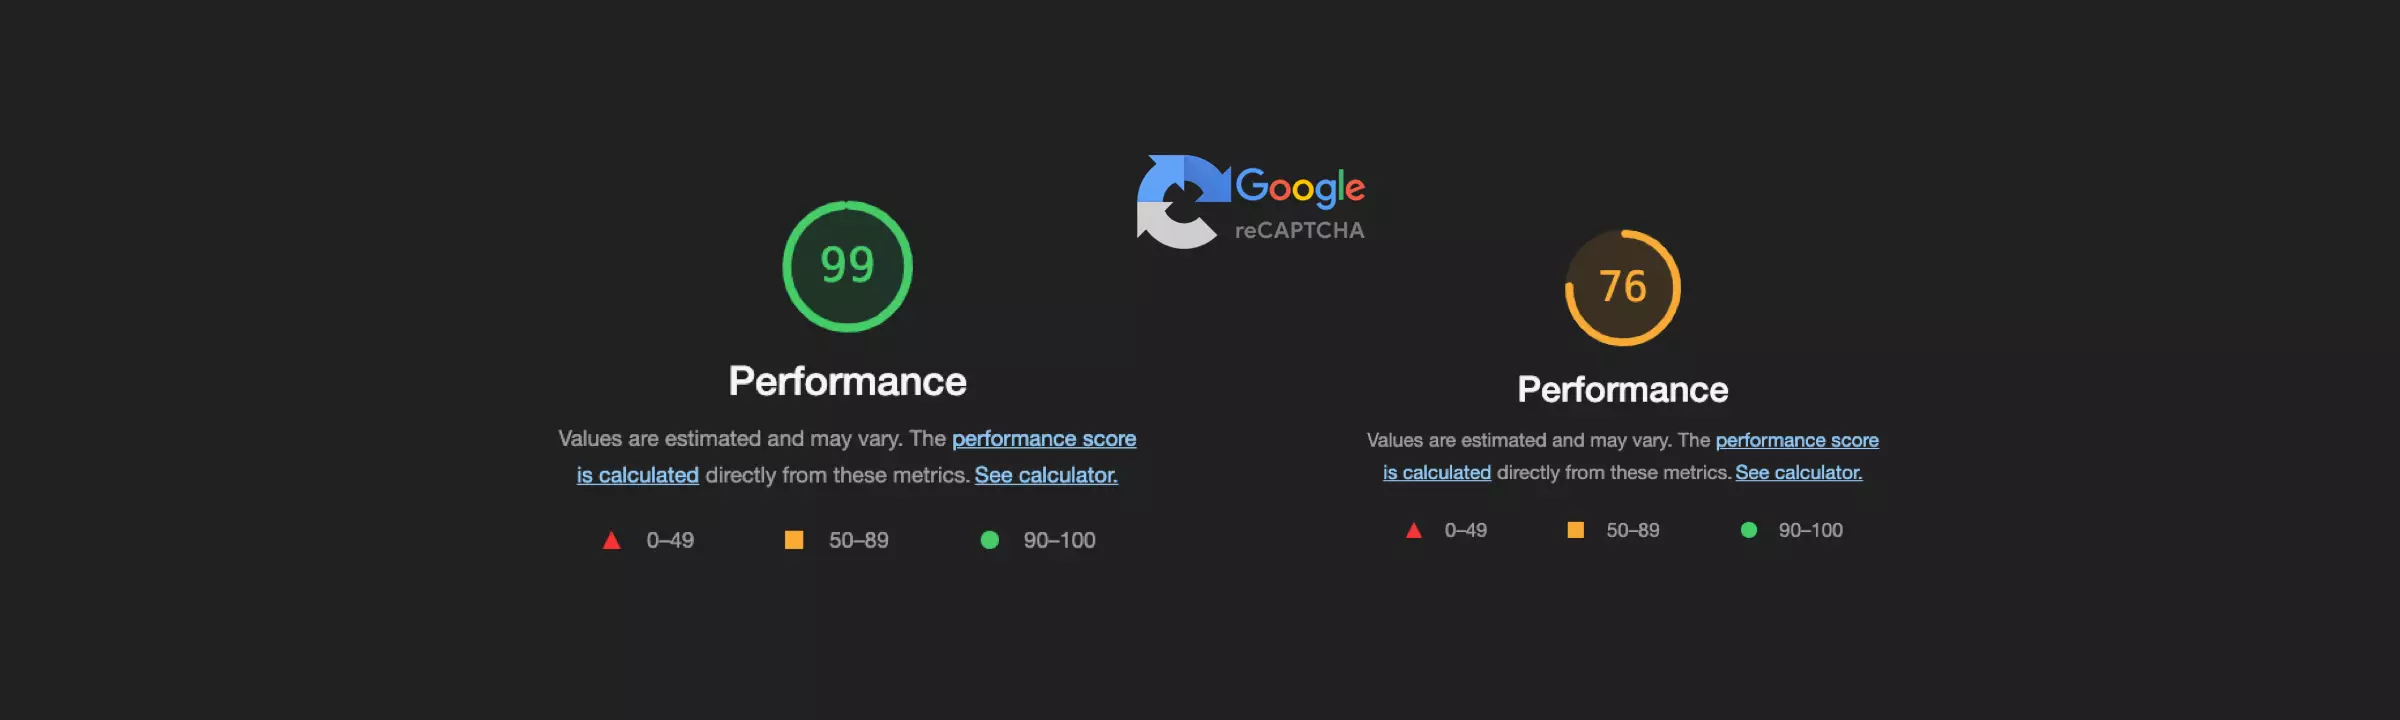 99
Performance
Values are estimated and may vary. The performance score
is calculated directly from these metrics. See calculator.
0–49 50–89 90–100
Google
reCAPTCHA
76
Performance
Values are estimated and may vary. The performance score
is calculated directly from these metrics. See calculator.
0–49 50–89 90–100